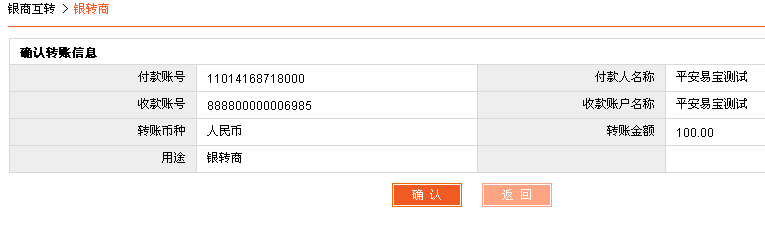 银商互转 > 银转商
确认转账信息
付款账号 11014168718000 付款人名称 平安易宝测试
收款账号 888800000006985 收款账户名称 平安易宝测试
转账币种 人民币 转账金额 100.00
用途 银转商
确 认 返 回